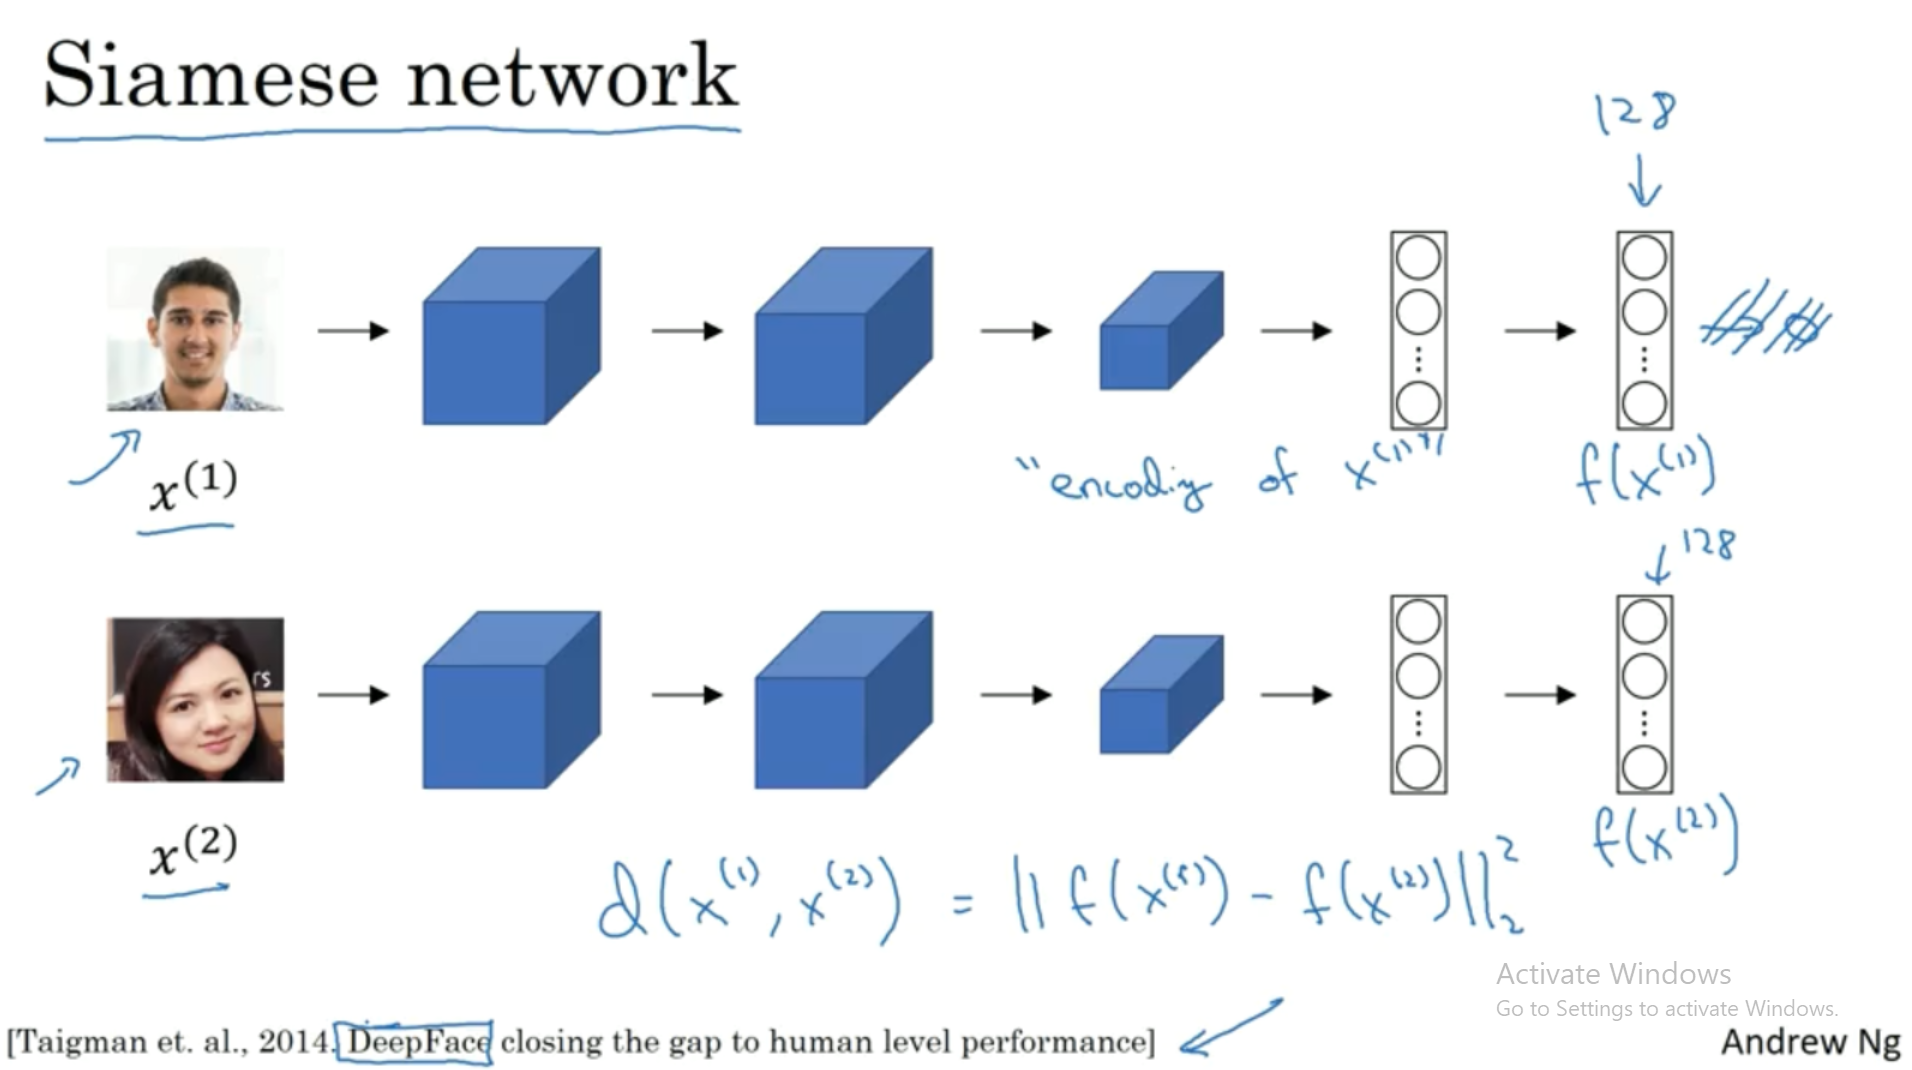 Siamese network
128
x⁽¹⁾
"encoding of x⁽¹⁾"
f(x⁽¹⁾)
128
rs
x⁽²⁾
f(x⁽²⁾)
d(x⁽¹⁾, x⁽²⁾) = ||f(x⁽¹⁾) - f(x⁽²⁾)||₂²
Activate Windows
Go to Settings to activate Windows.
[Taigman et. al., 2014. DeepFace closing the gap to human level performance]
Andrew Ng